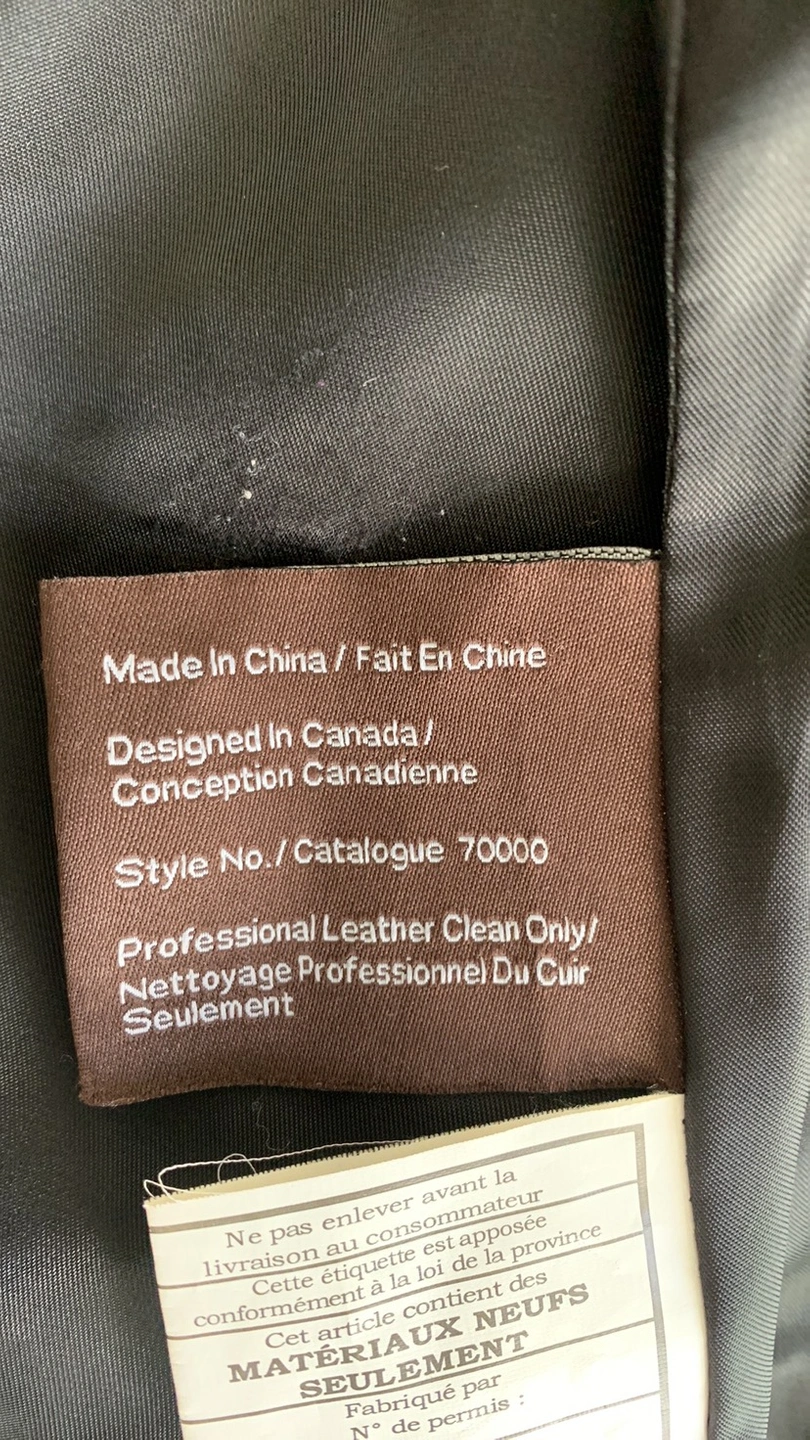 Made In China / Fait En Chine
Designed In Canada /
Conception Canadienne
Style No./ Catalogue 70000
Professional Leather Clean Only/
Nettoyage Professionnel Du Cuir
Seulement
Ne pas enlever avant la
livraison au consommateur
Cette étiquette est apposée
conformément à la loi de la province
Cet article contient des
MATÉRIAUX NEUFS
SEULEMENT
Fabriqué par
N° de permis :